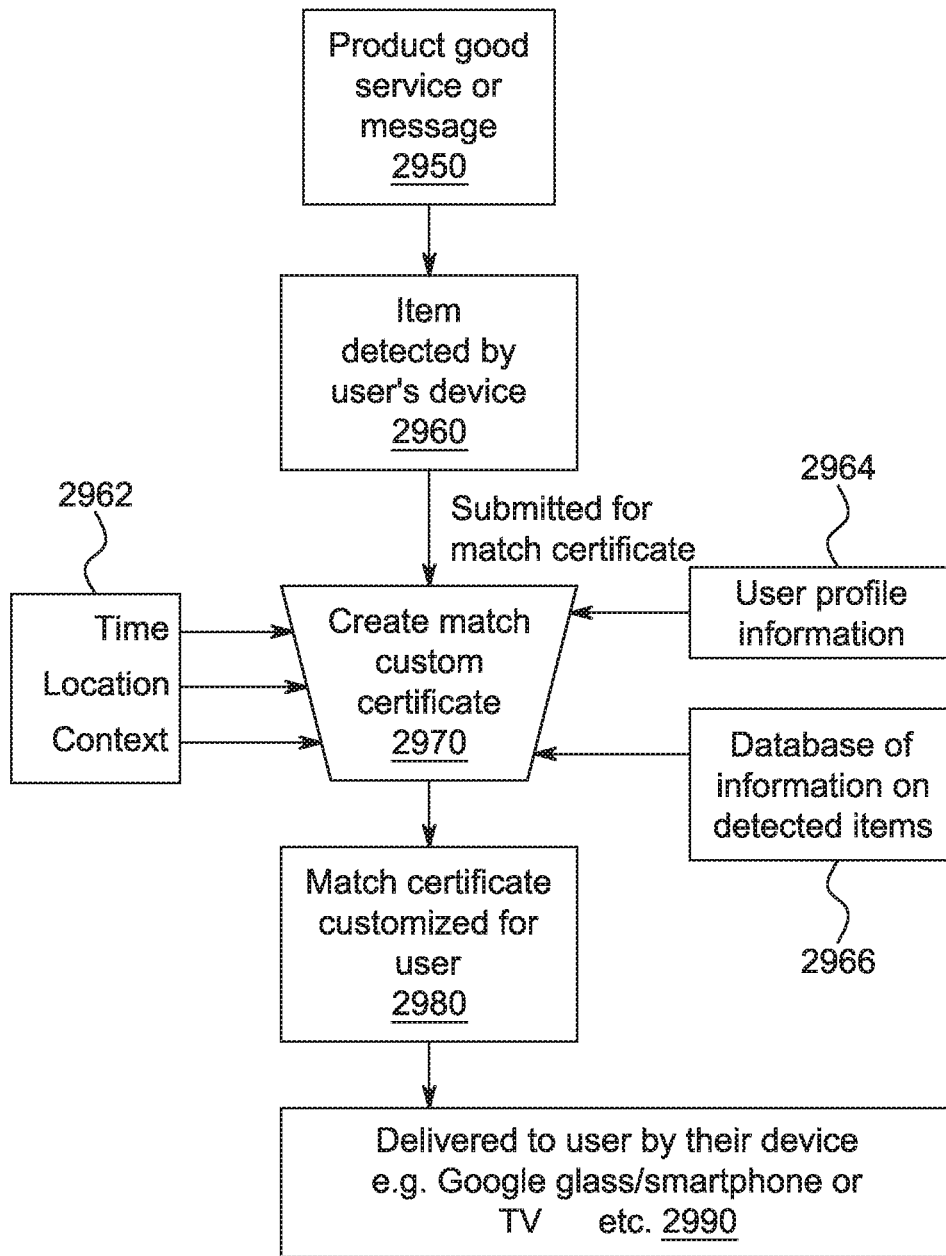 Product good
service or
message
2950
Item
detected by
user's device
2960
Submitted for
match certificate
2962
Time
Location
Context
2964
User profile
information
Create match
custom
certificate
2970
Database of
information on
detected items
2966
Match certificate
customized for
user
2980
Delivered to user by their device
e.g. Google glass/smartphone or
TV etc. 2990